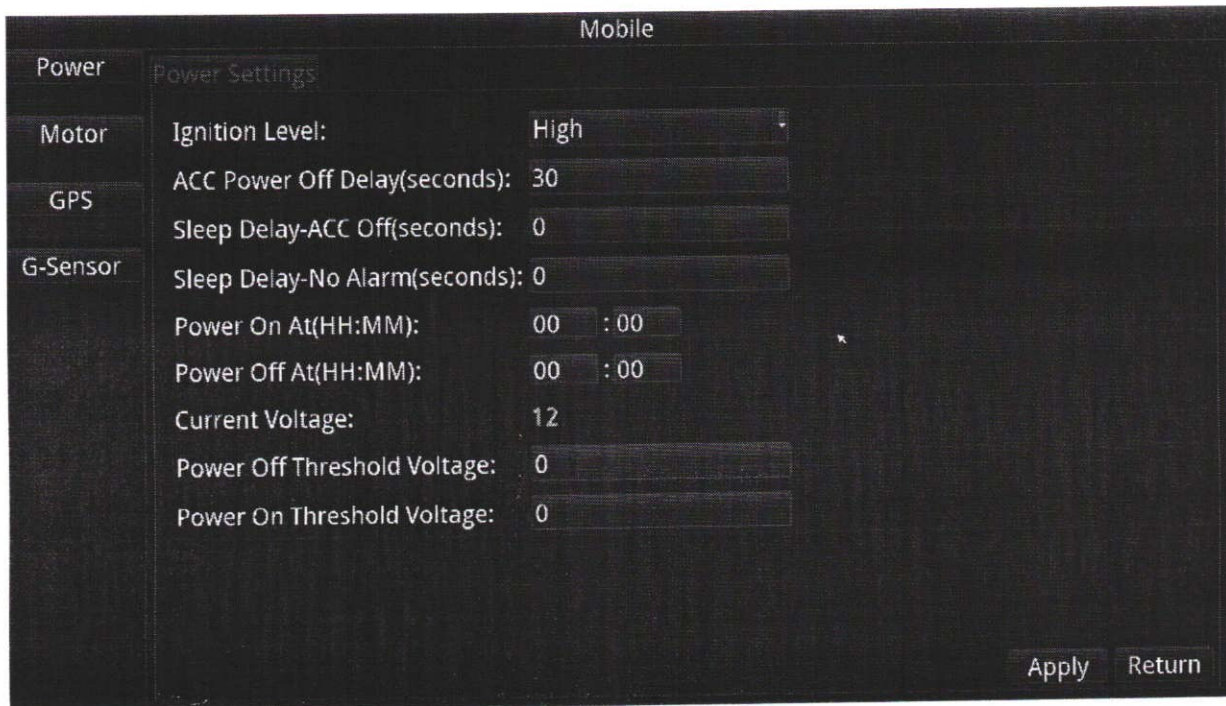 Mobile
Power
Power Settings
Motor
GPS
G-Sensor
Ignition Level: High
ACC Power Off Delay(seconds): 30
Sleep Delay-ACC Off(seconds): 0
Sleep Delay-No Alarm(seconds): 0
Power On At(HH:MM): 00 : 00
Power Off At(HH:MM): 00 : 00
Current Voltage: 12
Power Off Threshold Voltage: 0
Power On Threshold Voltage: 0
Apply Return